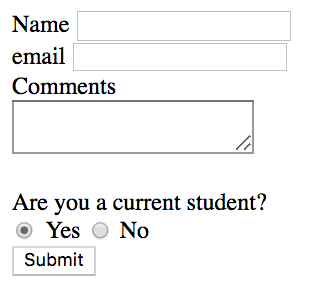 Name
email
Comments
Are you a current student?
Yes No
Submit